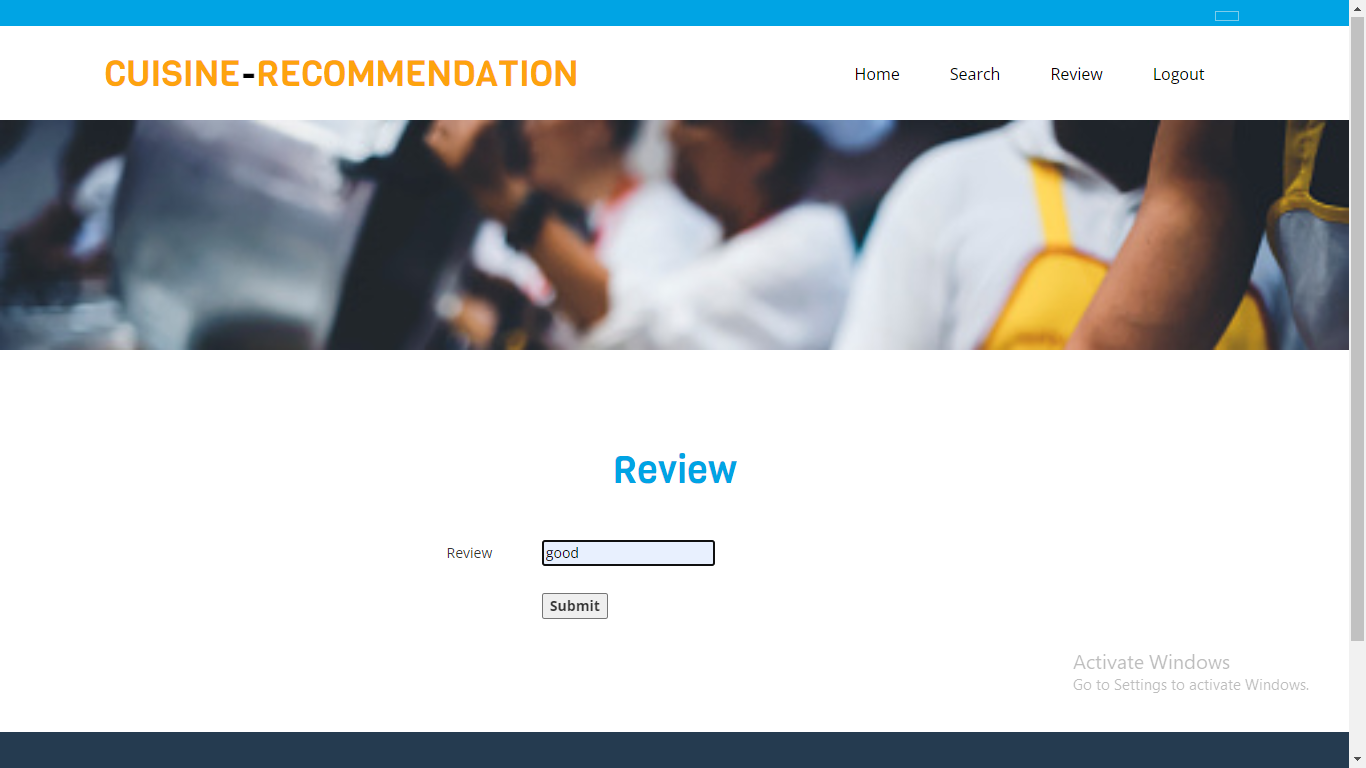 CUISINE-RECOMMENDATION
Home Search Review Logout
Review
Review good
Submit
Activate Windows
Go to Settings to activate Windows.